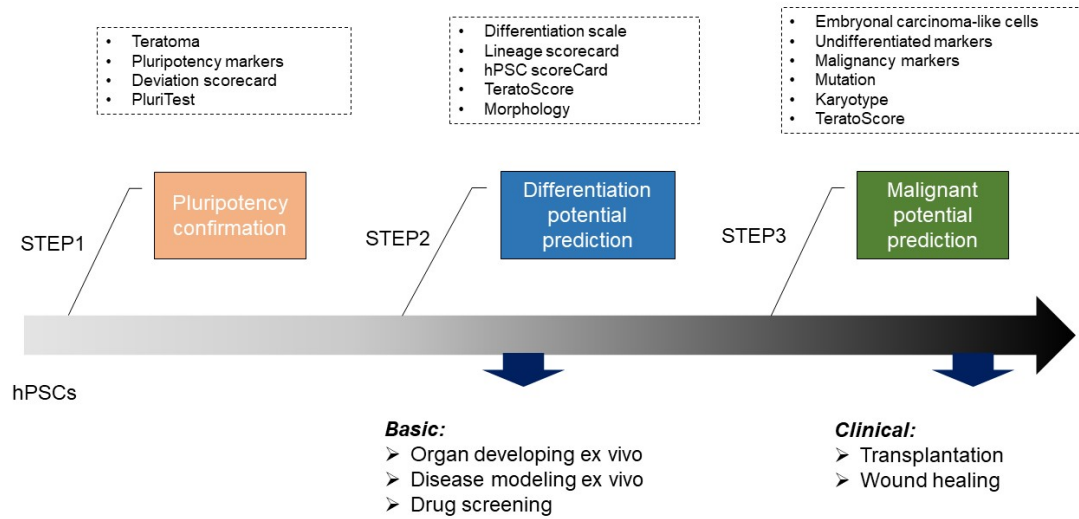 • Teratoma
• Pluripotency markers
• Deviation scorecard
• PluriTest
• Differentiation scale
• Lineage scorecard
• hPSC scoreCard
• TeratoScore
• Morphology
• Embryonal carcinoma-like cells
• Undifferentiated markers
• Malignancy markers
• Mutation
• Karyotype
• TeratoScore
STEP1
Pluripotency
confirmation
STEP2
Differentiation
potential
prediction
STEP3
Malignant
potential
prediction
hPSCs
Basic:
➢ Organ developing ex vivo
➢ Disease modeling ex vivo
➢ Drug screening
Clinical:
➢ Transplantation
➢ Wound healing